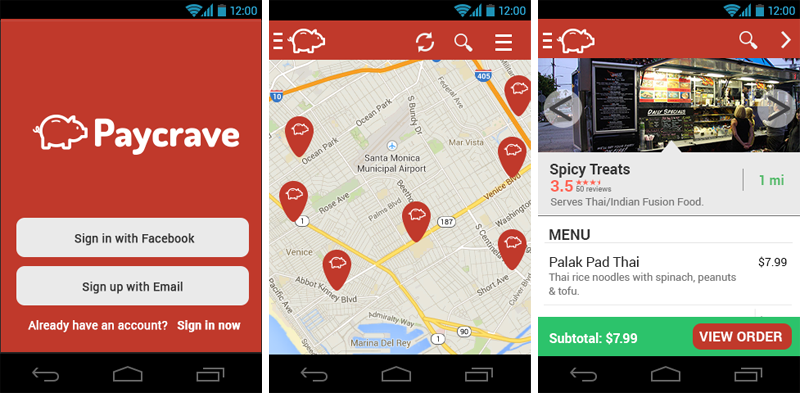 12:00
Paycrave
Sign in with Facebook
Sign up with Email
Already have an account? Sign in now
12:00
405
10
Ocean Park
S Bundy Dr
Federal Ave
Santa Monica
Municipal Airport
Mar Vista
Ocean Park
Rose Ave
Palms Blvd
Venice Blvd
1
187
Venice
Abbot Kinney Blvd
Short Ave
Pacific Ave
Admiralty Way
90
1
Marina Del Rey
12:00
DAILY SPECIALS
Spicy Treats
3.5
50 reviews
1 mi
Serves Thai/Indian Fusion Food.
MENU
Palak Pad Thai
$7.99
Thai rice noodles with spinach, peanuts
& tofu.
Subtotal: $7.99
VIEW ORDER